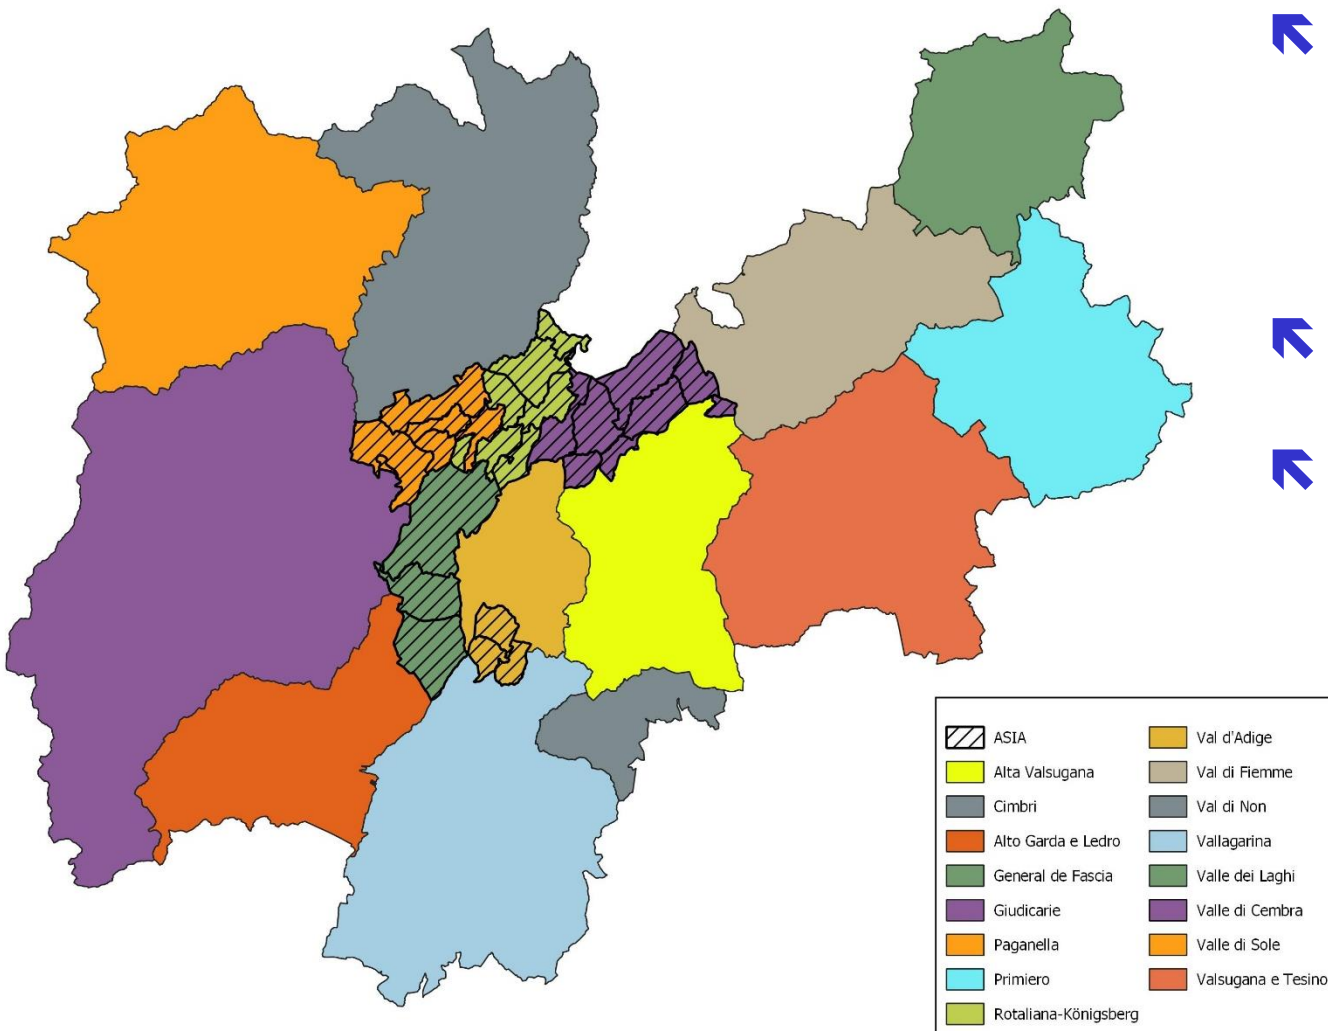 ASIA
Alta Valsugana
Cimbri
Alto Garda e Ledro
General de Fascia
Giudicarie
Paganella
Primiero
Rotaliana-Königsberg
Val d'Adige
Val di Fiemme
Val di Non
Vallagarina
Valle dei Laghi
Valle di Cembra
Valle di Sole
Valsugana e Tesino